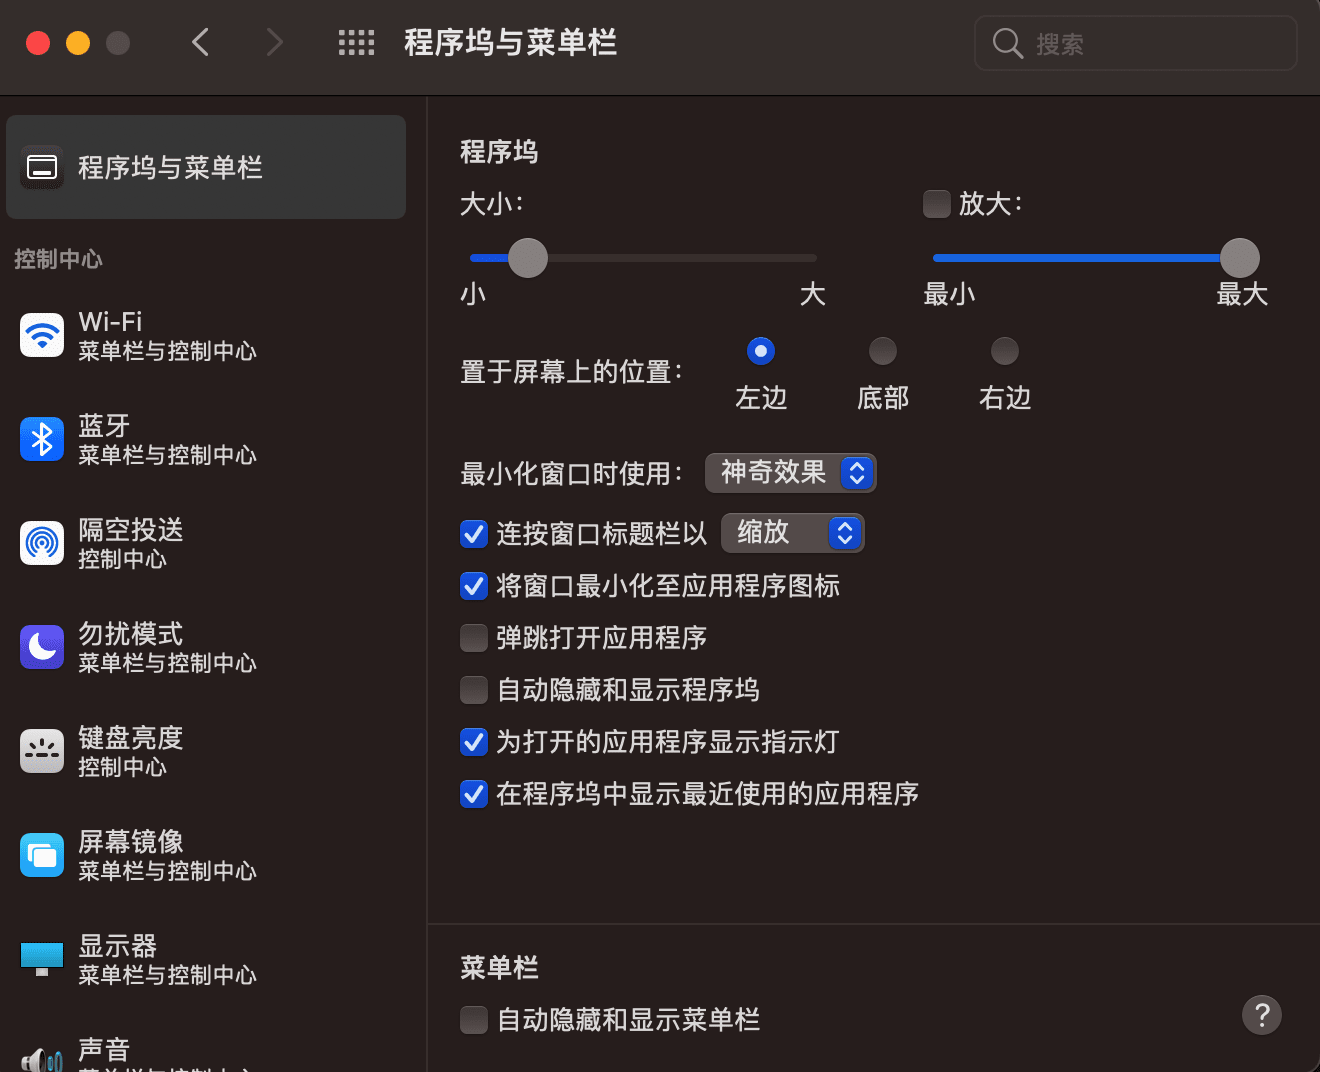 程序坞与菜单栏
搜索
程序坞与菜单栏
控制中心
Wi-Fi
菜单栏与控制中心
蓝牙
菜单栏与控制中心
隔空投送
控制中心
勿扰模式
菜单栏与控制中心
键盘亮度
控制中心
屏幕镜像
菜单栏与控制中心
显示器
菜单栏与控制中心
声音
程序坞
大小：
放大：
小 大
最小 最大
置于屏幕上的位置：
左边 底部 右边
最小化窗口时使用： 神奇效果
连按窗口标题栏以 缩放
将窗口最小化至应用程序图标
弹跳打开应用程序
自动隐藏和显示程序坞
为打开的应用程序显示指示灯
在程序坞中显示最近使用的应用程序
菜单栏
自动隐藏和显示菜单栏
?